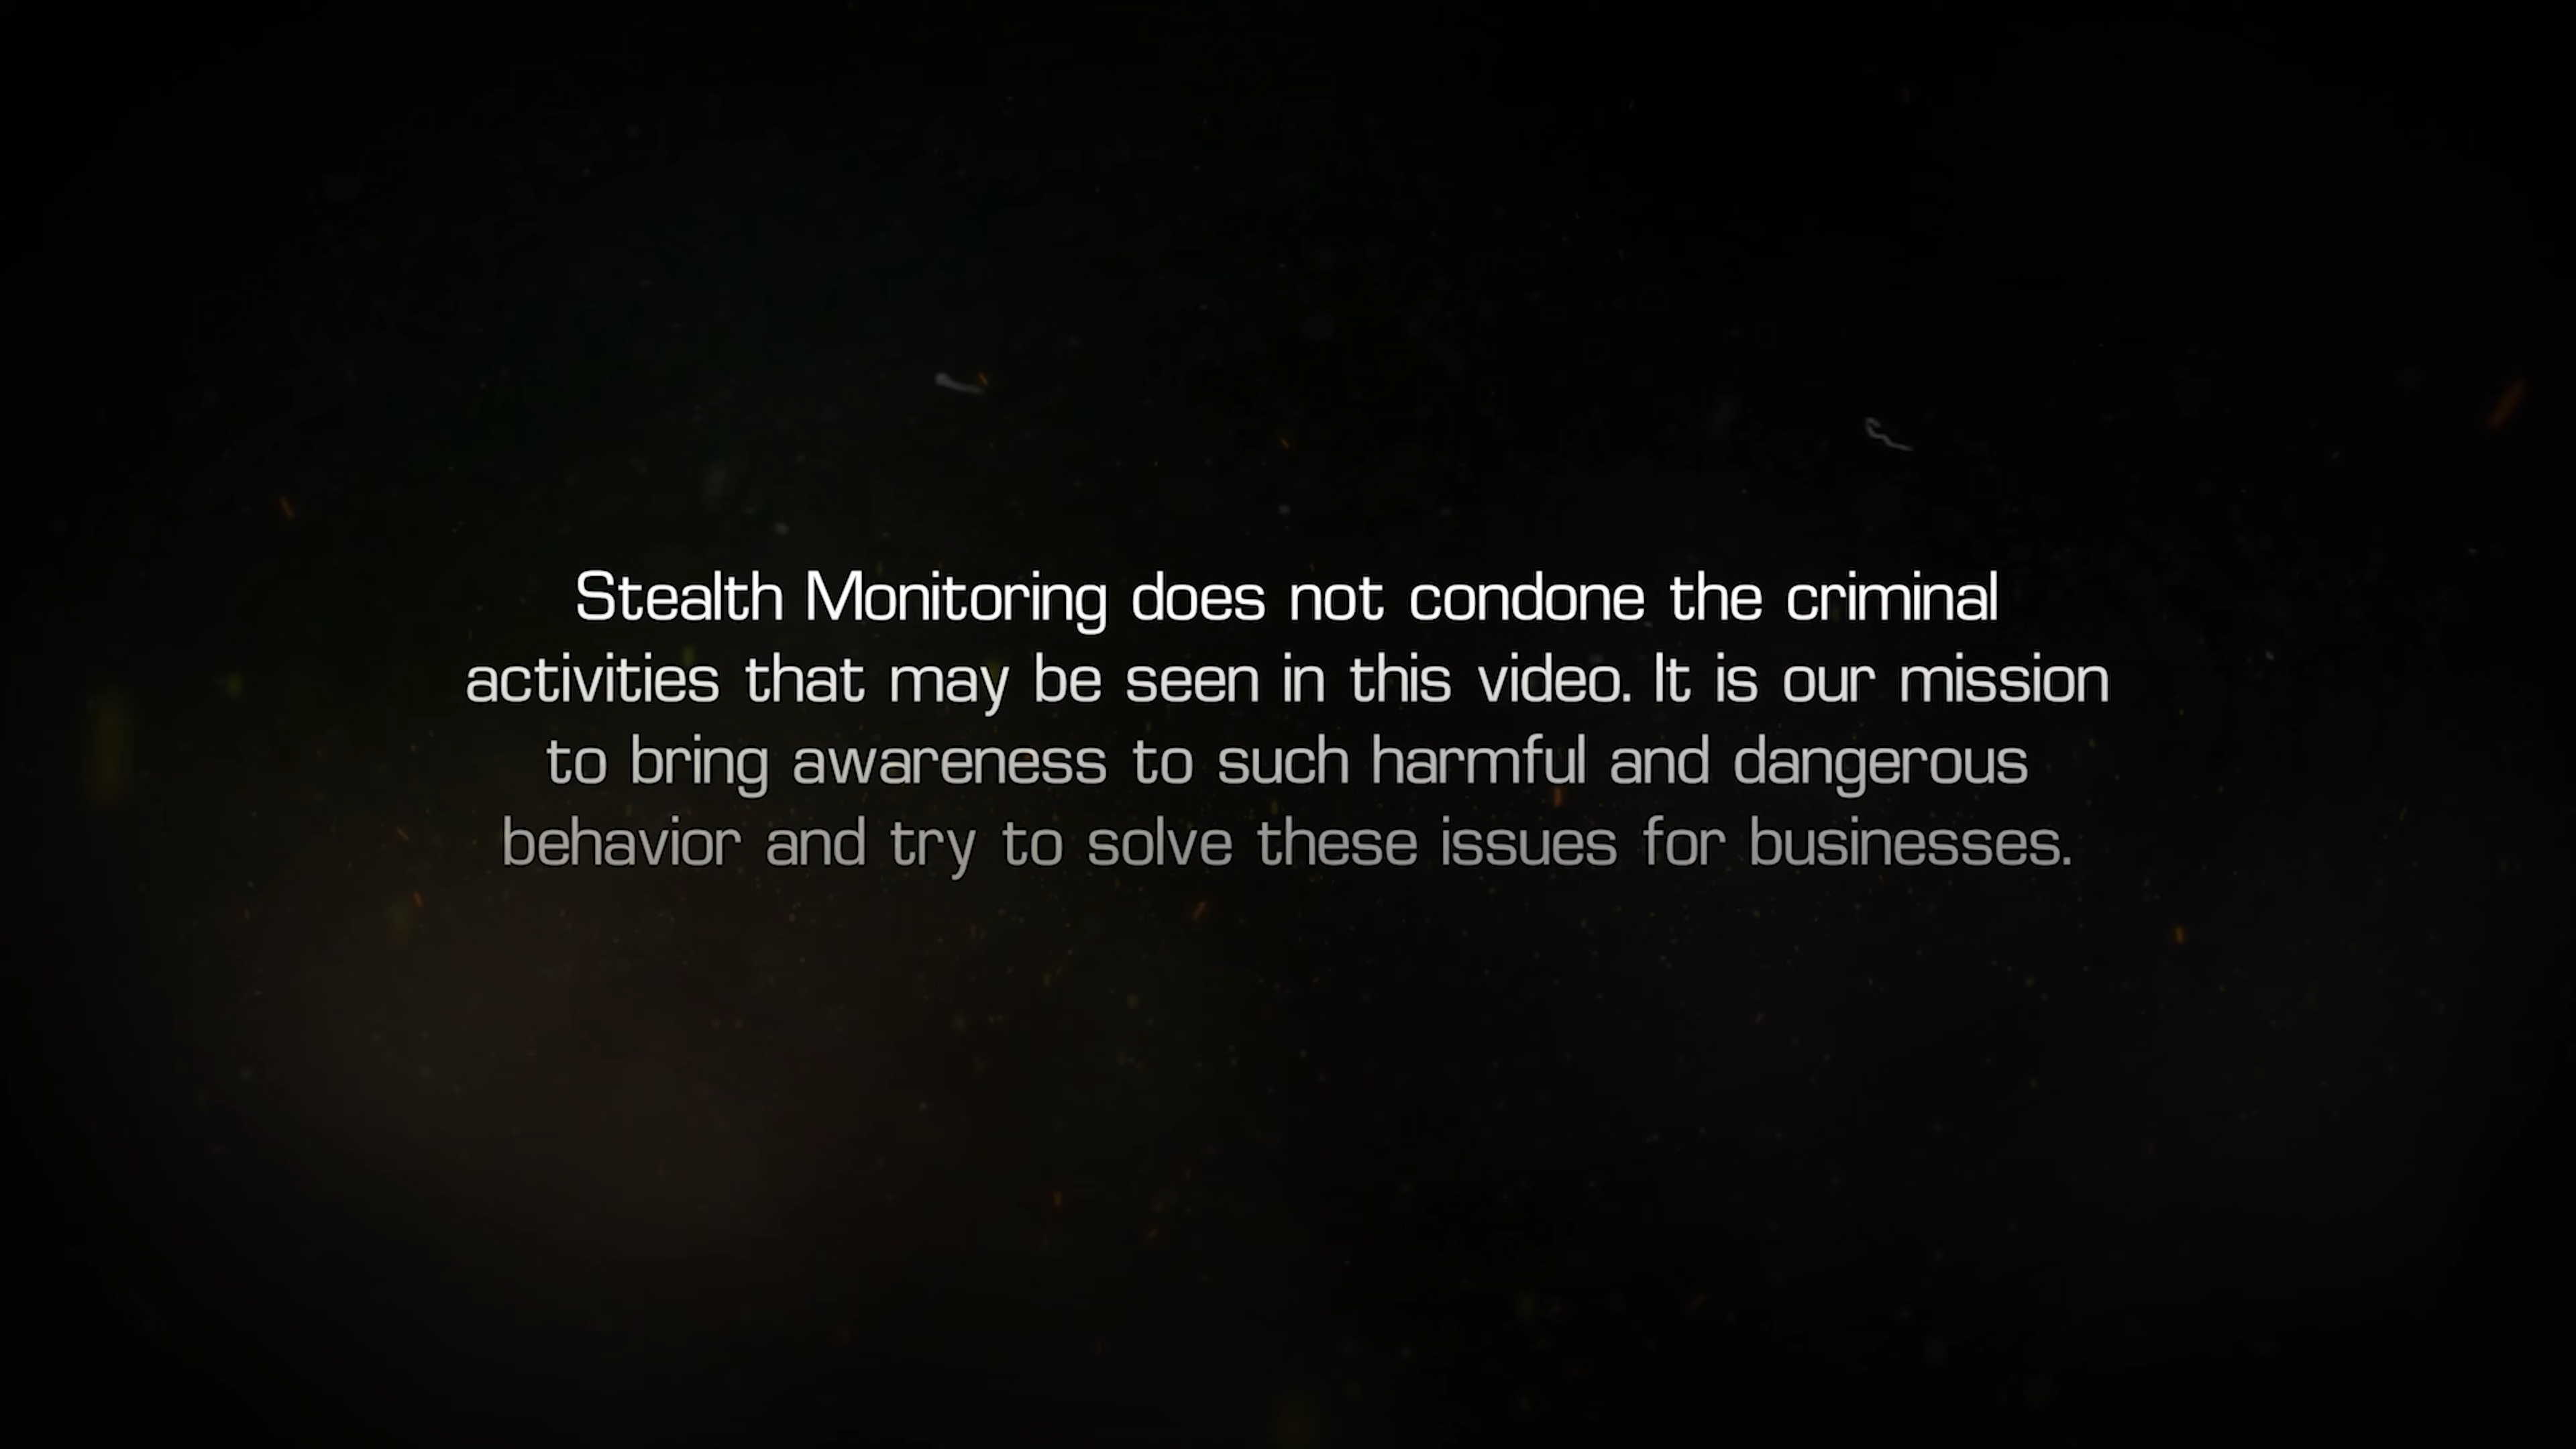 Stealth Monitoring does not condone the criminal
activities that may be seen in this video. It is our mission
to bring awareness to such harmful and dangerous
behavior and try to solve these issues for businesses.